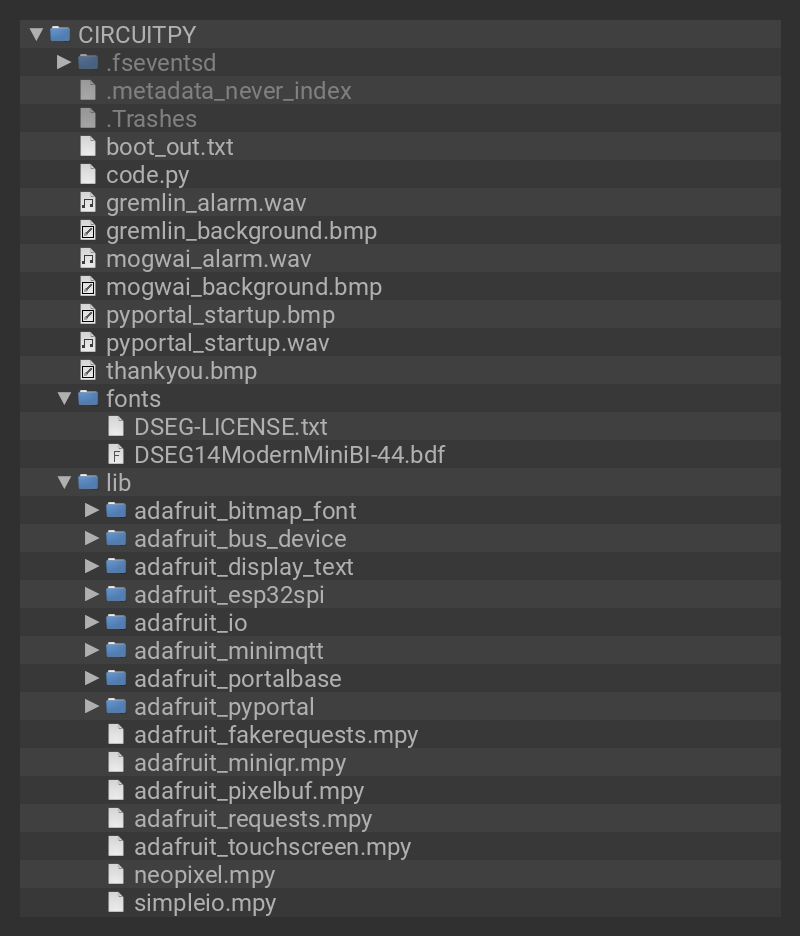 CIRCUITPY
.fseventsd
.metadata_never_index
.Trashes
boot_out.txt
code.py
gremlin_alarm.wav
gremlin_background.bmp
mogwai_alarm.wav
mogwai_background.bmp
pyportal_startup.bmp
pyportal_startup.wav
thankyou.bmp
fonts
DSEG-LICENSE.txt
DSEG14ModernMiniBI-44.bdf
lib
adafruit_bitmap_font
adafruit_bus_device
adafruit_display_text
adafruit_esp32spi
adafruit_io
adafruit_minimqtt
adafruit_portalbase
adafruit_pyportal
adafruit_fakerequests.mpy
adafruit_miniqr.mpy
adafruit_pixelbuf.mpy
adafruit_requests.mpy
adafruit_touchscreen.mpy
neopixel.mpy
simpleio.mpy